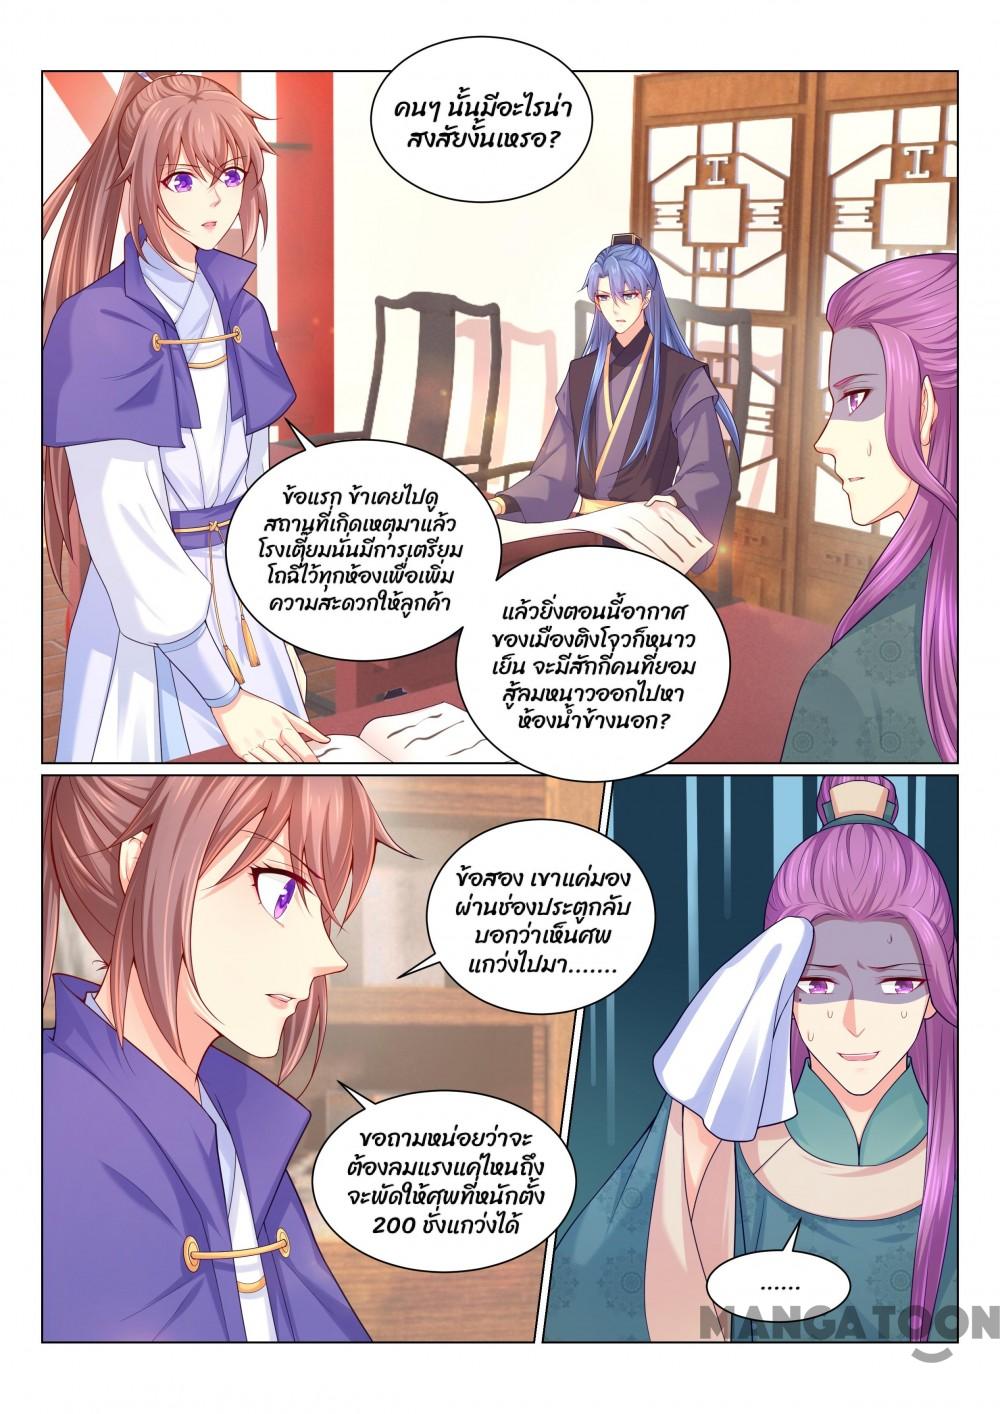 คนๆ นั้นมีอะไรน่า
สงสัยงั้นเหรอ?
ข้อแรก ข้าเคยไปดู
สถานที่เกิดเหตุมาแล้ว
โรงเตี๊ยมนั่นมีการเตรียม
โถฉี่ไว้ทุกห้องเพื่อเพิ่ม
ความสะดวกให้ลูกค้า
แล้วยิ่งตอนนี้อากาศ
ของเมืองติงโจวก็หนาว
เย็น จะมีสักกี่คนที่ยอม
สู้ลมหนาวออกไปหา
ห้องน้ำข้างนอก?
ข้อสอง เขาแค่มอง
ผ่านช่องประตูกลับ
บอกว่าเห็นศพ
แกว่งไปมา.......
ขอถามหน่อยว่าจะ
ต้องลมแรงแค่ไหนถึง
จะพัดให้ศพที่หนักตั้ง
200 ชั่งแกว่งได้
......
MANGATOON